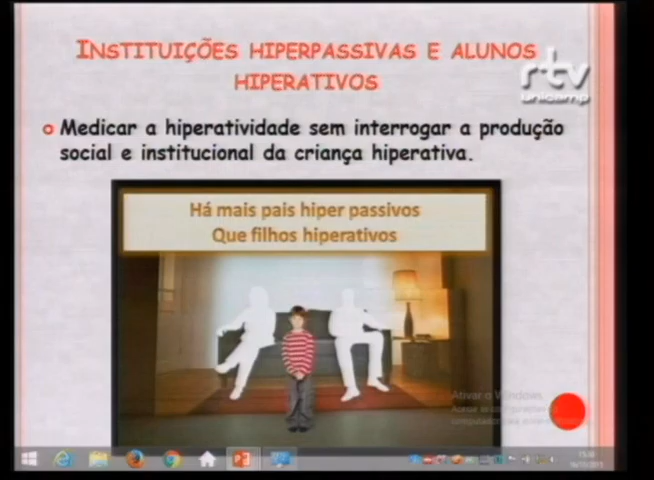 INSTITUIÇÕES HIPERPASSIVAS E ALUNOS
HIPERATIVOS
rtv
unicamp
Medicar a hiperatividade sem interrogar a produção
social e institucional da criança hiperativa.
Há mais pais hiper passivos
Que filhos hiperativos
Ativar o Windows